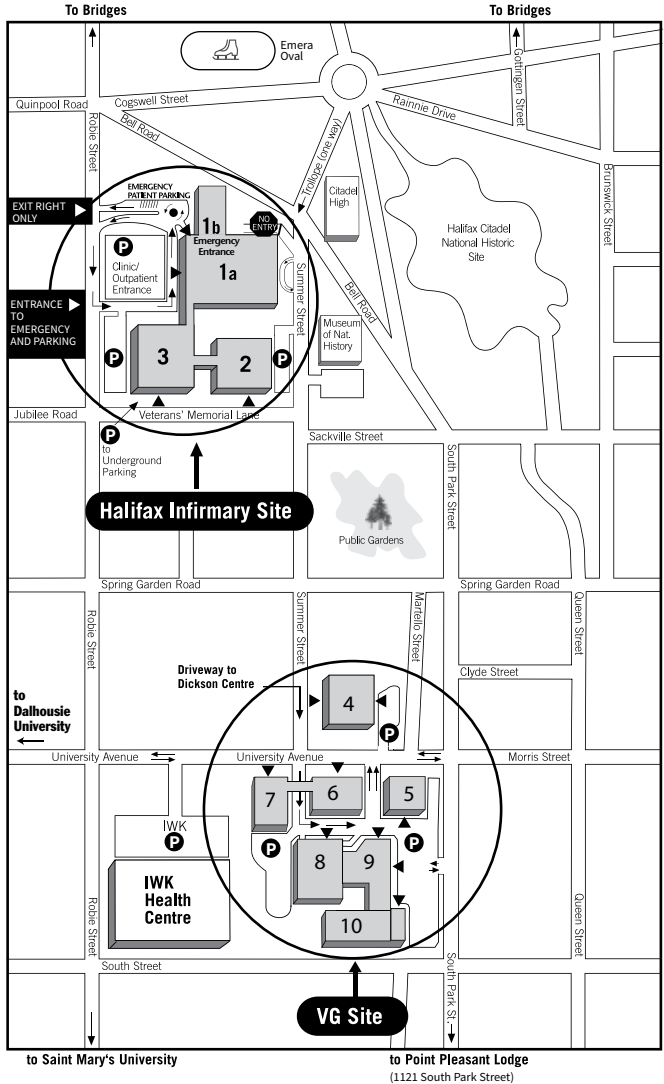 To Bridges
To Bridges
Emera
Oval
Gottingen Street
Quinpool Road
Cogswell Street
Rainnie Drive
Robie Street
Bell Road
Trollope (one way)
Brunswick Street
EMERGENCY
PATIENT PARKING
EXIT RIGHT
ONLY
Citadel
High
1b
NO
ENTRY
Emergency
Entrance
Halifax Citadel
National Historic
Site
P
Clinic/
Outpatient
Entrance
1a
Summer Street
Bell Road
ENTRANCE
TO
EMERGENCY
AND PARKING
Museum
of Nat.
History
P
3
2
P
Jubilee Road
Veterans' Memorial Lane
P
to
Underground
Parking
Sackville Street
South Park Street
Halifax Infirmary Site
Public Gardens
Spring Garden Road
Spring Garden Road
Robie Street
Summer Street
Martello Street
Queen Street
Driveway to
Dickson Centre
Clyde Street
to
Dalhousie
University
4
P
University Avenue
University Avenue
Morris Street
7
6
5
IWK
P
P
P
8
9
IWK
Health
Centre
Robie Street
Queen Street
10
South Street
South Park St.
VG Site
to Saint Mary's University
to Point Pleasant Lodge
(1121 South Park Street)